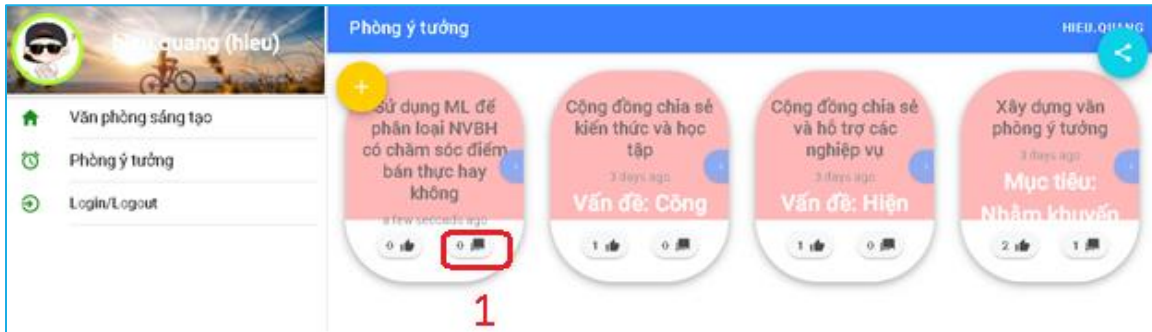 hieu.quang (hieu)
Văn phòng sáng tạo
Phòng ý tưởng
Login/Logout
Phòng ý tưởng
HIEU.QUANG
Sử dụng ML để
phân loại NVBH
có chăm sóc điểm
bán thực hay
không
a few seconds ago
0
0
Cộng đồng chia sẻ
kiến thức và học
tập
3 days ago
Vấn đề: Công
1
0
Cộng đồng chia sẻ
và hỗ trợ các
nghiệp vụ
3 days ago
Vấn đề: Hiện
1
0
Xây dựng văn
phòng ý tưởng
3 days ago
Mục tiêu:
Nhằm khuyến
2
1
1